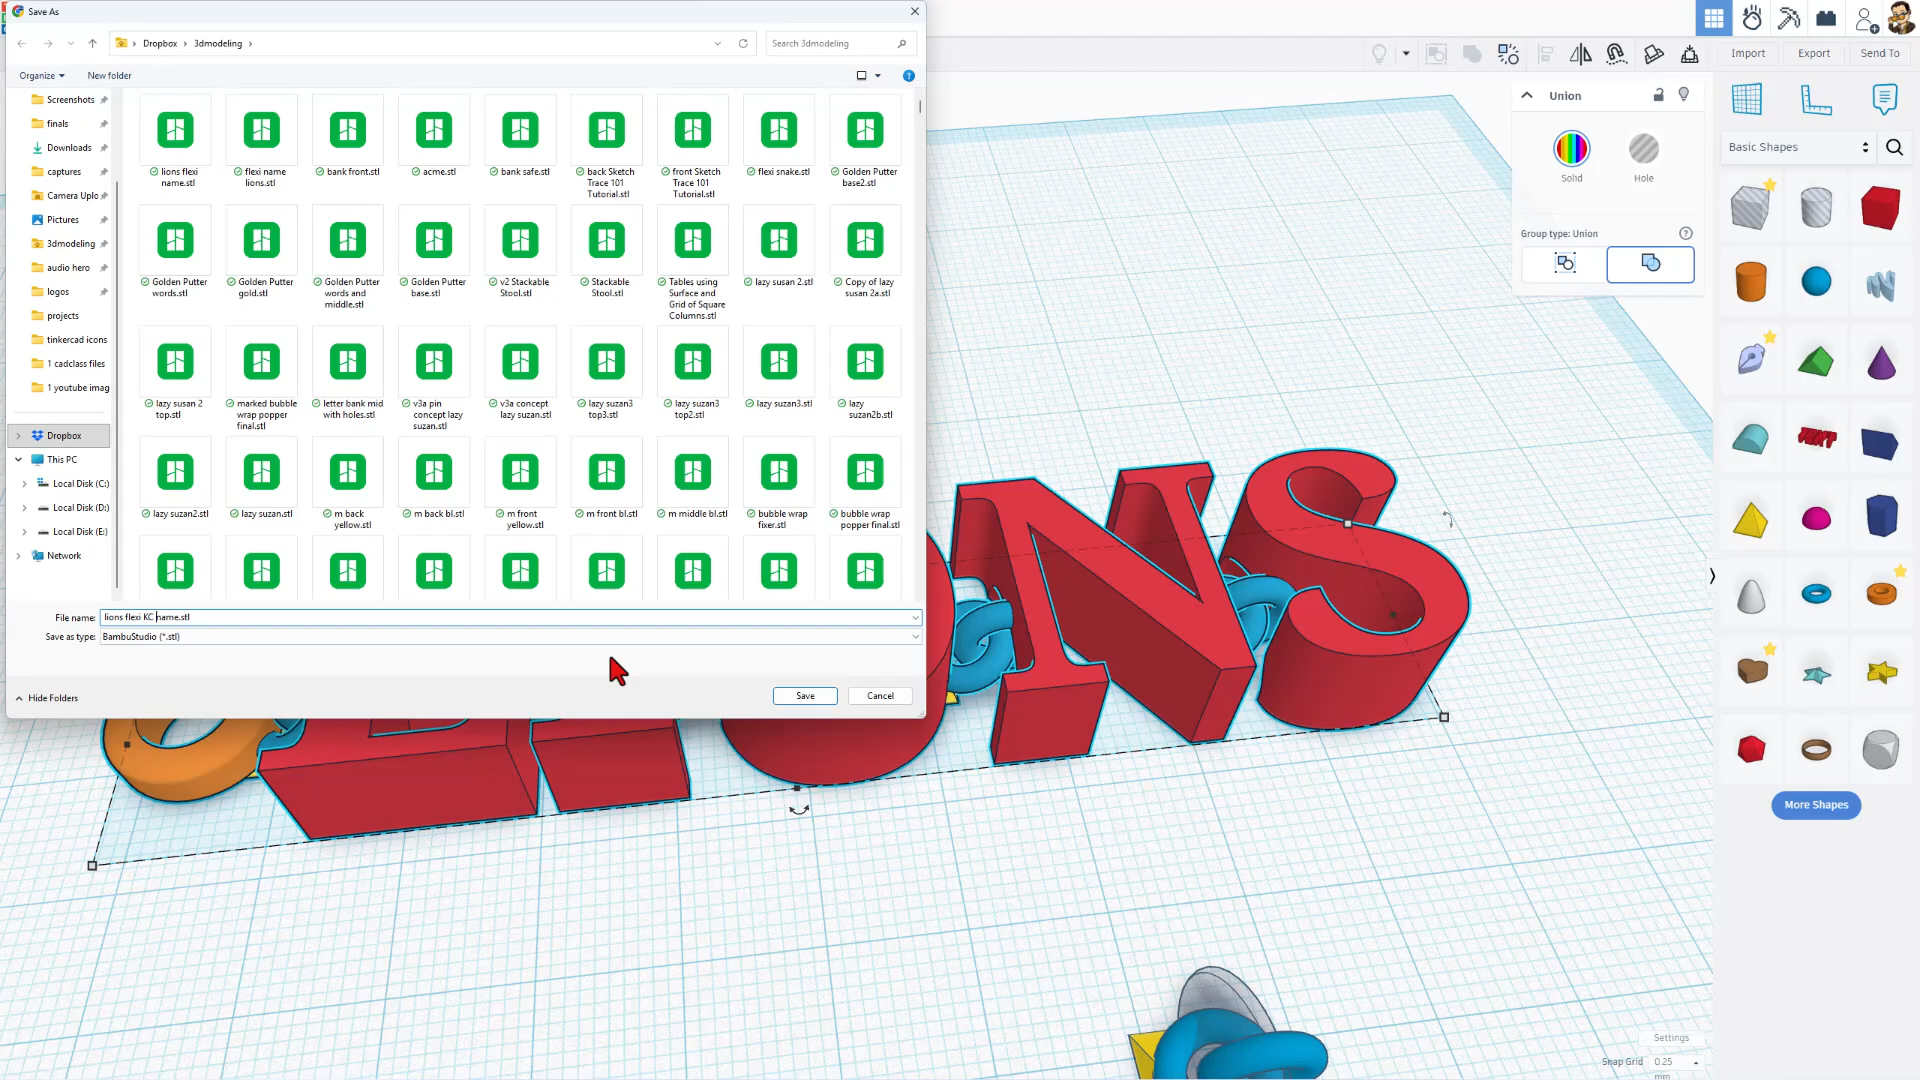 Save As
Dropbox
3dmodeling
Search 3dmodeling
Organize
New folder
Screenshots
finals
Downloads
captures
Camera Uplo
Pictures
3dmodeling
audio hero
logos
projects
tinkercad icons
1 cadclass files
1 youtube imag
Dropbox
This PC
Local Disk (C:)
Local Disk (D:)
Local Disk (E:)
Network
lions flexi name.stl
flexi name lions.stl
bank front.stl
acme.stl
bank safe.stl
back Sketch Trace 101 Tutorial.stl
front Sketch Trace 101 Tutorial.stl
flexi snake.stl
Golden Putter base2.stl
Golden Putter words.stl
Golden Putter gold.stl
Golden Putter words and middle.stl
Golden Putter base.stl
v2 Stackable Stool.stl
Stackable Stool.stl
Tables using Surface and Grid of Square Columns.stl
lazy susan 2.stl
Copy of lazy susan 2a.stl
lazy susan 2 top.stl
marked bubble wrap popper final.stl
letter bank mid with holes.stl
v3a pin concept lazy suzan.stl
v3a concept lazy suzan.stl
lazy suzan3 top3.stl
lazy suzan3 top2.stl
lazy suzan3.stl
lazy suzan2b.stl
lazy suzan2.stl
lazy suzan.stl
m back yellow.stl
m back bl.stl
m front yellow.stl
m front bl.stl
m middle bl.stl
bubble wrap fixer.stl
bubble wrap popper final.stl
File name:
lions flexi KC name.stl
Save as type:
BambuStudio (*.stl)
Hide Folders
Save
Cancel
Import
Export
Send To
Union
Solid
Hole
Group type: Union
Basic Shapes
TEXT
More Shapes
ONS
Settings
Snap Grid
0.25
mm